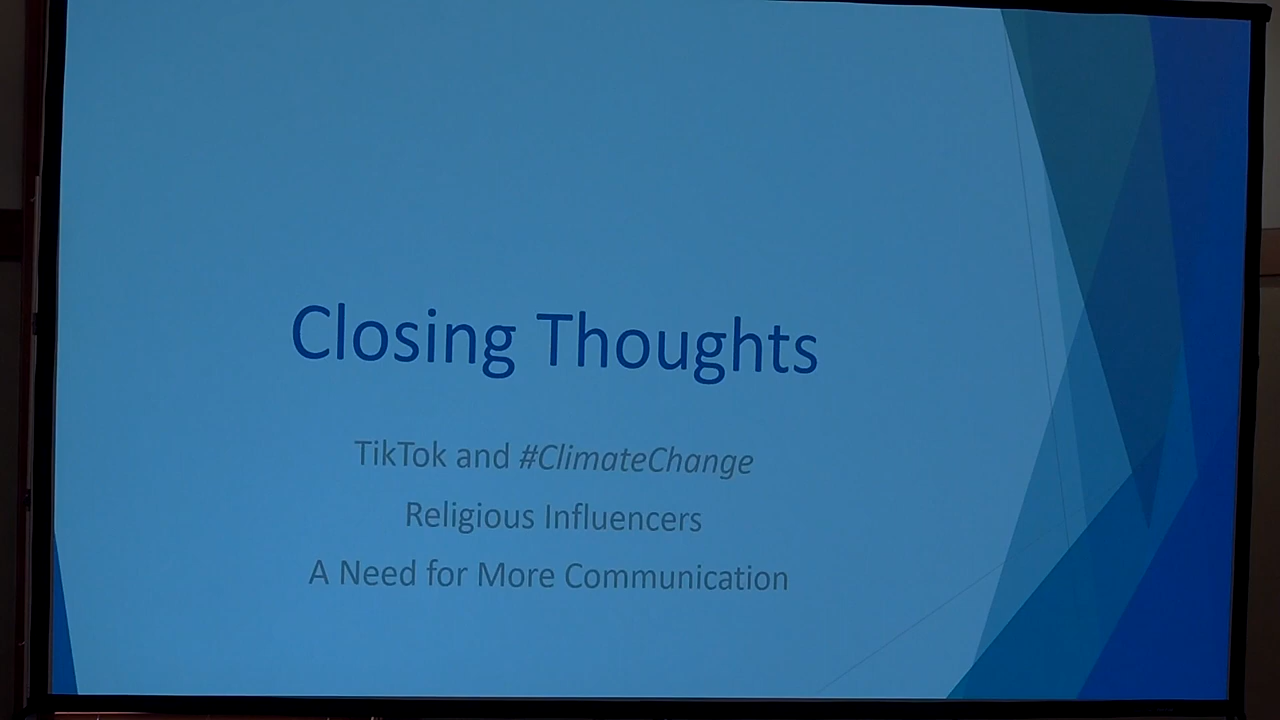 Closing Thoughts
TikTok and #ClimateChange
Religious Influencers
A Need for More Communication